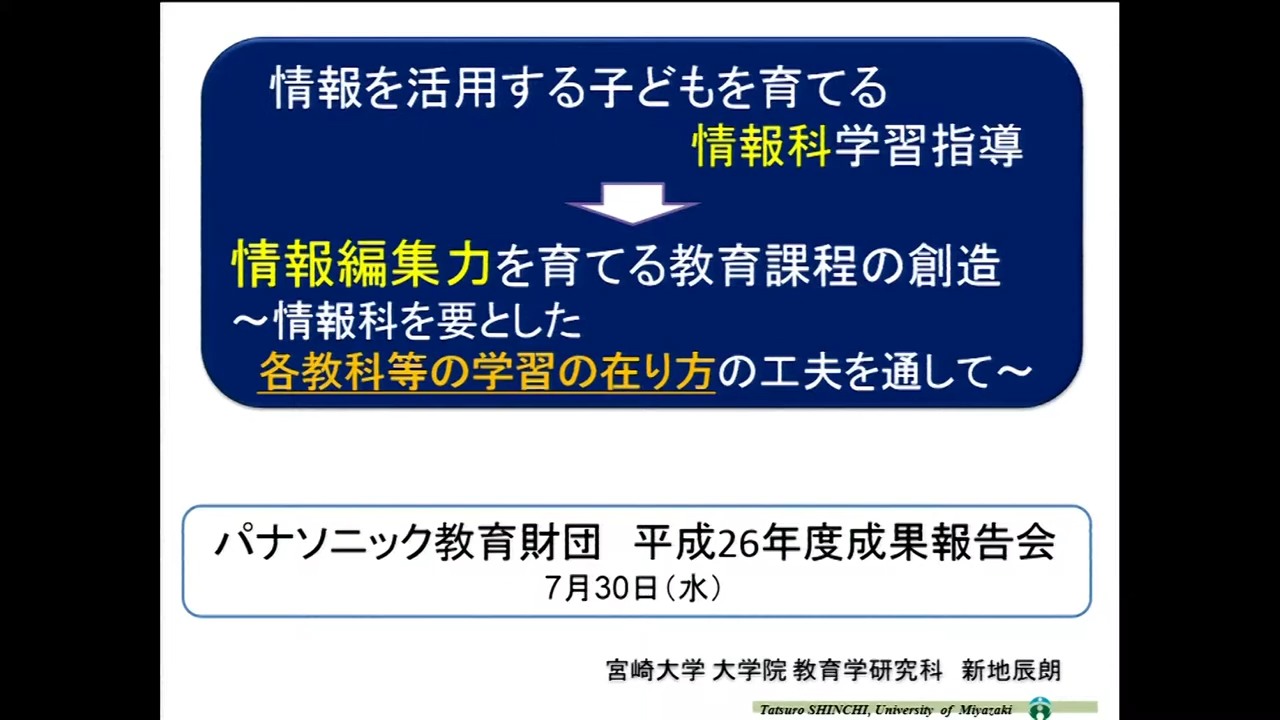 情報を活用する子どもを育てる
情報科学習指導
情報編集力を育てる教育課程の創造
～情報科を要とした
各教科等の学習の在り方の工夫を通して～
パナソニック教育財団　平成26年度成果報告会
7月30日（水）
宮崎大学 大学院 教育学研究科　新地辰朗
Tatsuro SHINCHI, University of Miyazaki